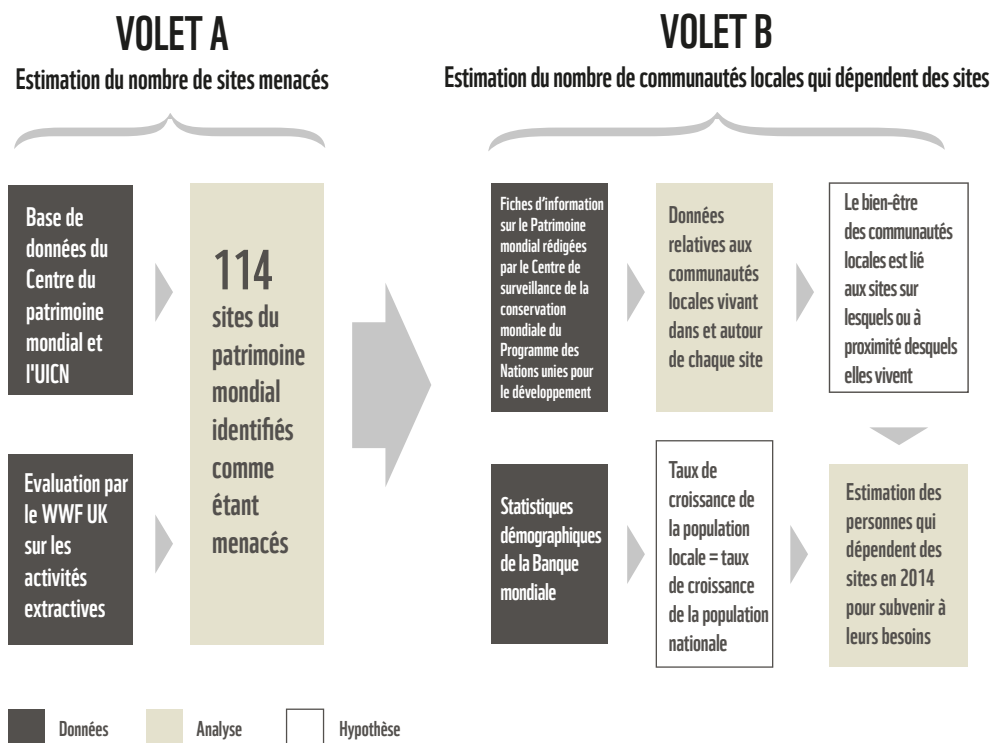 VOLET A
Estimation du nombre de sites menacés
Base de
données du
Centre du
patrimoine
mondial et
l'UICN
Evaluation par
le WWF UK
sur les
activités
extractives
114
sites du
patrimoine
mondial
identifiés
comme
étant
menacés
VOLET B
Estimation du nombre de communautés locales qui dépendent des sites
Fiches d'information
sur le Patrimoine
mondial rédigées
par le Centre de
surveillance de la
conservation
mondiale du
Programme des
Nations unies pour
le développement
Données
relatives aux
communautés
locales vivant
dans et autour
de chaque site
Le bien-être
des communautés
locales est lié
aux sites sur
lesquels ou à
proximité desquels
elles vivent
Statistiques
démographiques
de la Banque
mondiale
Taux de
croissance de
la population
locale = taux
de croissance
de la population
nationale
Estimation des
personnes qui
dépendent des
sites en 2014
pour subvenir à
leurs besoins
Données
Analyse
Hypothèse